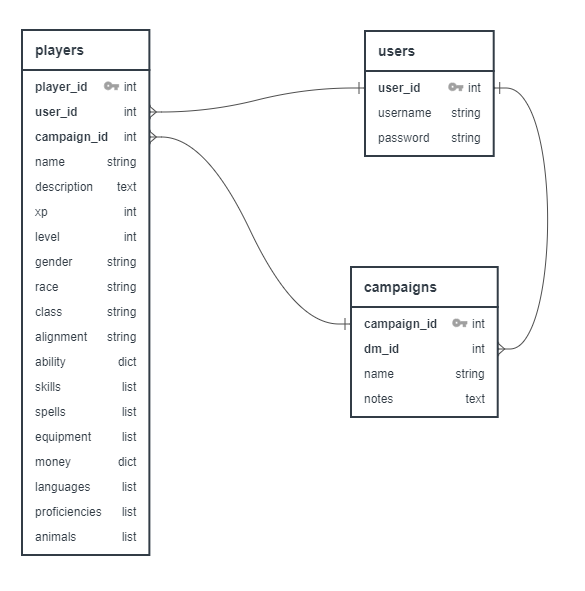 players
player_id int
user_id int
campaign_id int
name string
description text
xp int
level int
gender string
race string
class string
alignment string
ability dict
skills list
spells list
equipment list
money dict
languages list
proficiencies list
animals list
users
user_id int
username string
password string
campaigns
campaign_id int
dm_id int
name string
notes text